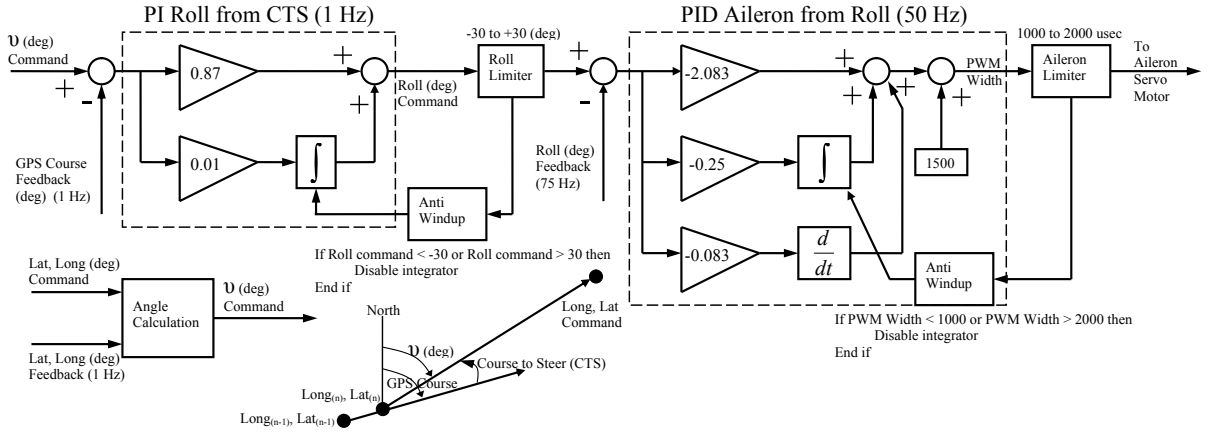 PI Roll from CTS (1 Hz)
PID Aileron from Roll (50 Hz)
υ (deg)
Command
+
-
GPS Course
Feedback
(deg) (1 Hz)
0.87
0.01
∫
+
+
Roll (deg)
Command
-30 to +30 (deg)
Roll
Limiter
Anti
Windup
If Roll command < -30 or Roll command > 30 then
Disable integrator
End if
+
-
Roll (deg)
Feedback
(75 Hz)
-2.083
-0.25
-0.083
∫
d
dt
+
+
+
+
+
1500
PWM
Width
1000 to 2000 usec
Aileron
Limiter
To
Aileron
Servo
Motor
Anti
Windup
If PWM Width < 1000 or PWM Width > 2000 then
Disable integrator
End if
Lat, Long (deg)
Command
Lat, Long (deg)
Feedback (1 Hz)
Angle
Calculation
υ (deg)
Command
North
υ (deg)
Long, Lat
Command
Course to Steer (CTS)
GPS Course
Long(n), Lat(n)
Long(n-1), Lat(n-1)